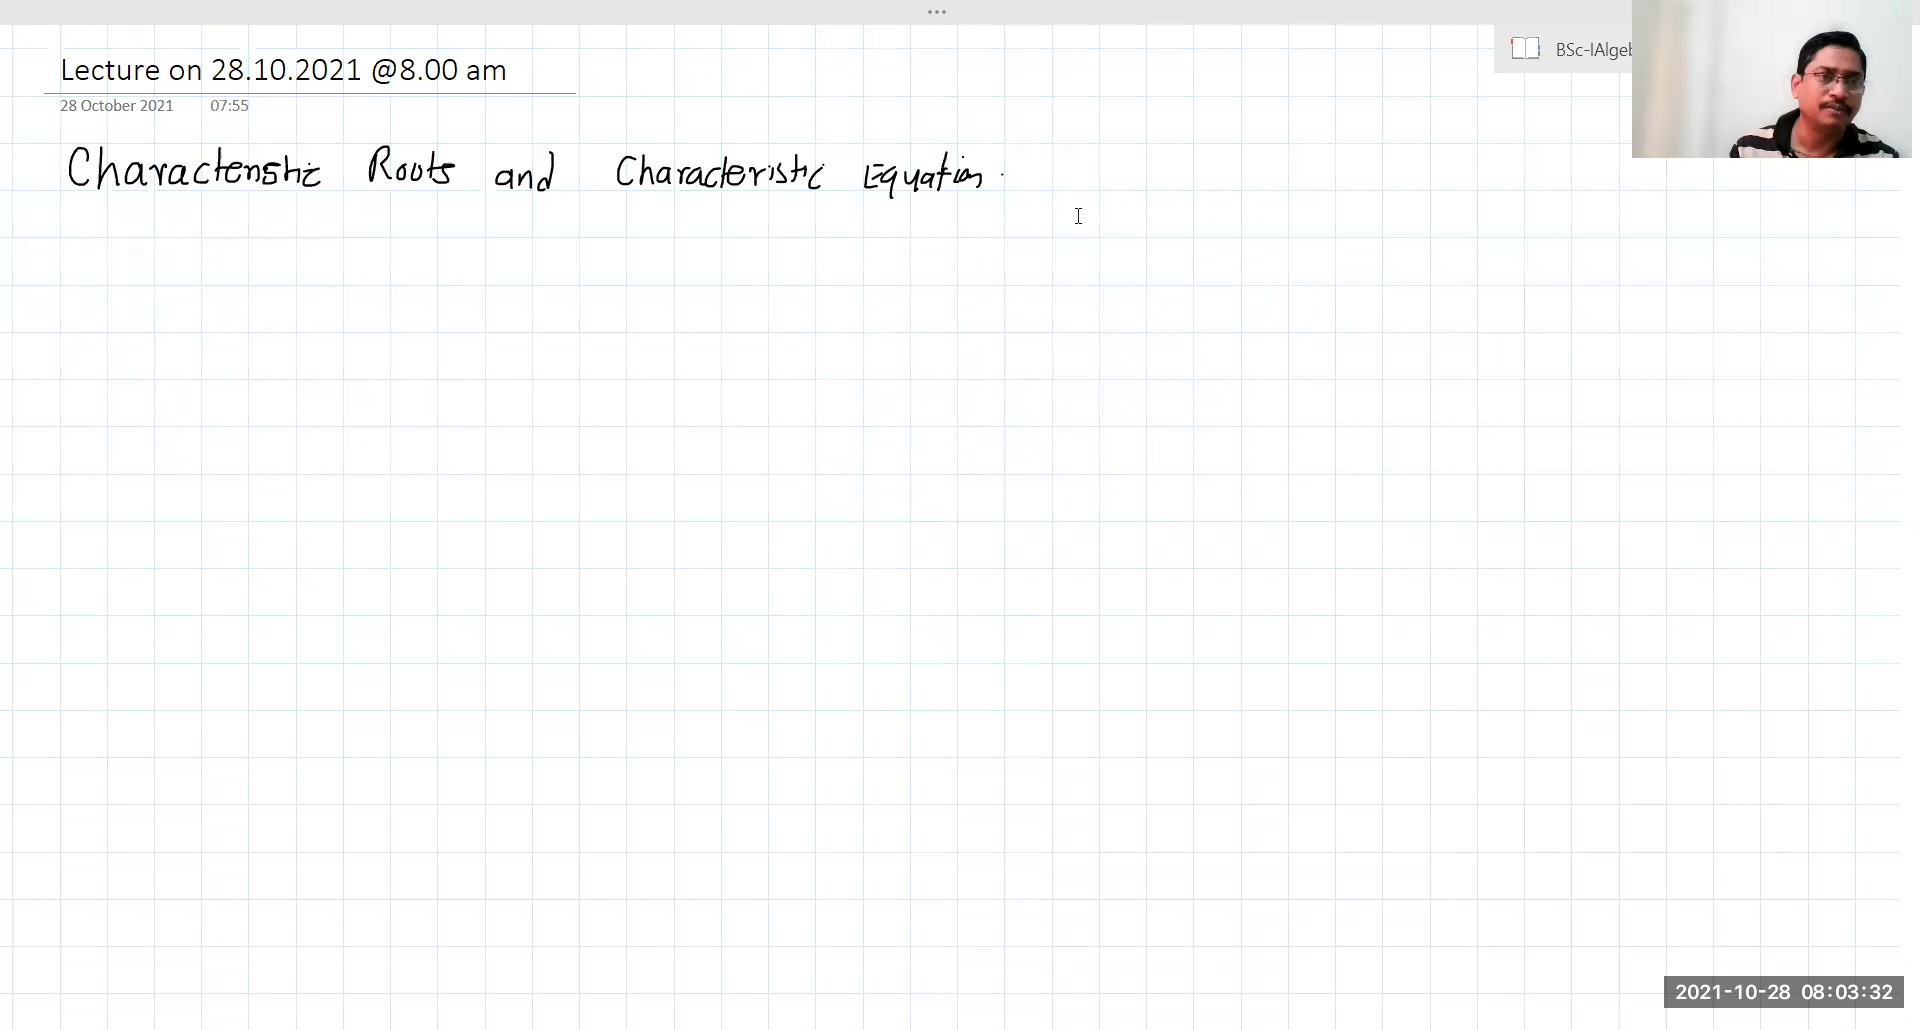 Lecture on 28.10.2021 @8.00 am
BSc-IAlgeb
28 October 2021 07:55
Characteristic Roots and Characteristic Equation.
2021-10-28 08:03:32